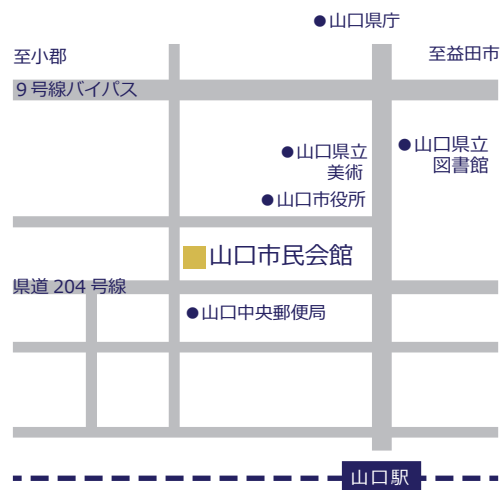 ●山口県庁
至小郡
至益田市
9号線バイパス
●山口県立
図書館
●山口県立
美術
●山口市役所
山口市民会館
県道204号線
●山口中央郵便局
山口駅